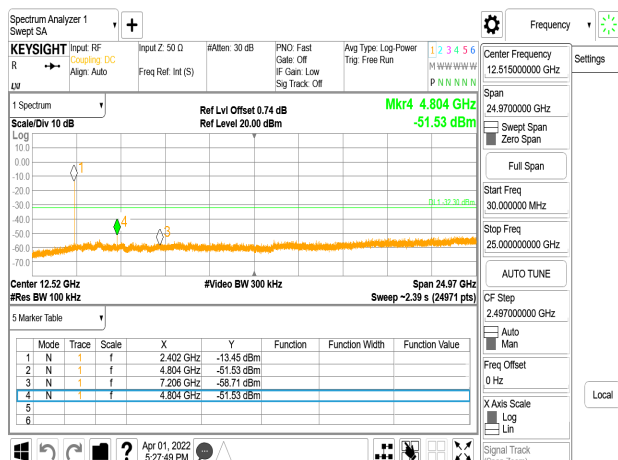 Spectrum Analyzer 1
Swept SA
Frequency
KEYSIGHT
R
Input: RF
Coupling: DC
Align: Auto
Input Z: 50 Ω
Freq Ref: Int (S)
#Atten: 30 dB
PNO: Fast
Gate: Off
IF Gain: Low
Sig Track: Off
Avg Type: Log-Power
Trig: Free Run
1 2 3 4 5 6
M W W W W W
P N N N N N
1 Spectrum
Scale/Div 10 dB
Ref Lvl Offset 0.74 dB
Ref Level 20.00 dBm
Mkr4 4.804 GHz
-51.53 dBm
Log
10.0
0.00
-10.0
-20.0
-30.0
-40.0
-50.0
-60.0
-70.0
1
4
3
DL1 -32.30 dBm
Center 12.52 GHz
#Res BW 100 kHz
#Video BW 300 kHz
Span 24.97 GHz
Sweep ~2.39 s (24971 pts)
5 Marker Table
Mode Trace Scale X Y Function Function Width Function Value
1 N 1 f 2.402 GHz -13.45 dBm
2 N 1 f 4.804 GHz -51.53 dBm
3 N 1 f 7.206 GHz -58.71 dBm
4 N 1 f 4.804 GHz -51.53 dBm
5
6
Apr 01, 2022
5:27:49 PM
Center Frequency
12.515000000 GHz
Settings
Span
24.9700000 GHz
Swept Span
Zero Span
Full Span
Start Freq
30.000000 MHz
Stop Freq
25.000000000 GHz
AUTO TUNE
CF Step
2.497000000 GHz
Auto
Man
Freq Offset
0 Hz
X Axis Scale
Log
Lin
Local
Signal Track